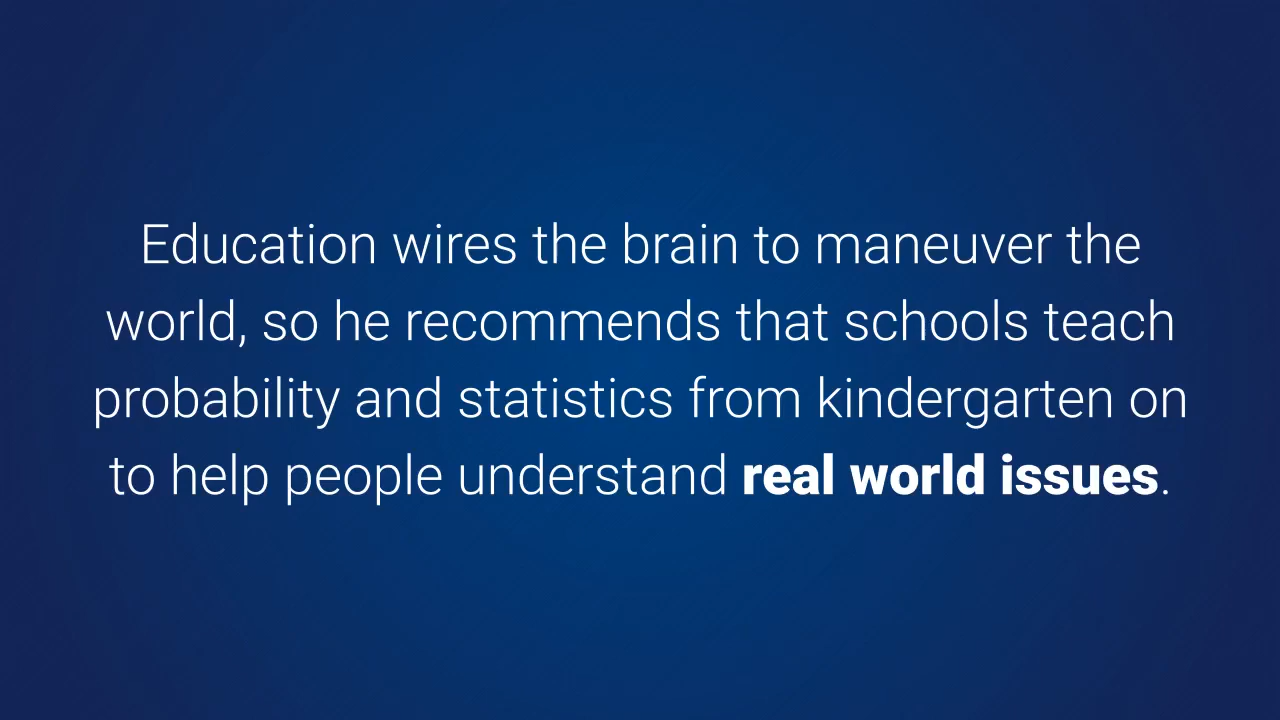 Education wires the brain to maneuver the
world, so he recommends that schools teach
probability and statistics from kindergarten on
to help people understand real world issues.